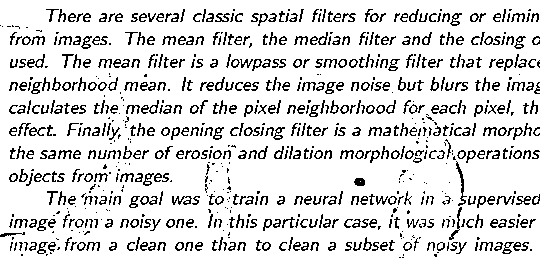 There are several classic spatial filters for reducing or elimin
from images. The mean filter, the median filter and the closing o
used. The mean filter is a lowpass or smoothing filter that replace
neighborhood mean. It reduces the image noise but blurs the imag
calculates the median of the pixel neighborhood for each pixel, th
effect. Finally, the opening closing filter is a mathematical morpho
the same number of erosion and dilation morphological operations
objects from images.
The main goal was to train a neural network in a supervised
image from a noisy one. In this particular case, it was much easier
image from a clean one than to clean a subset of noisy images.